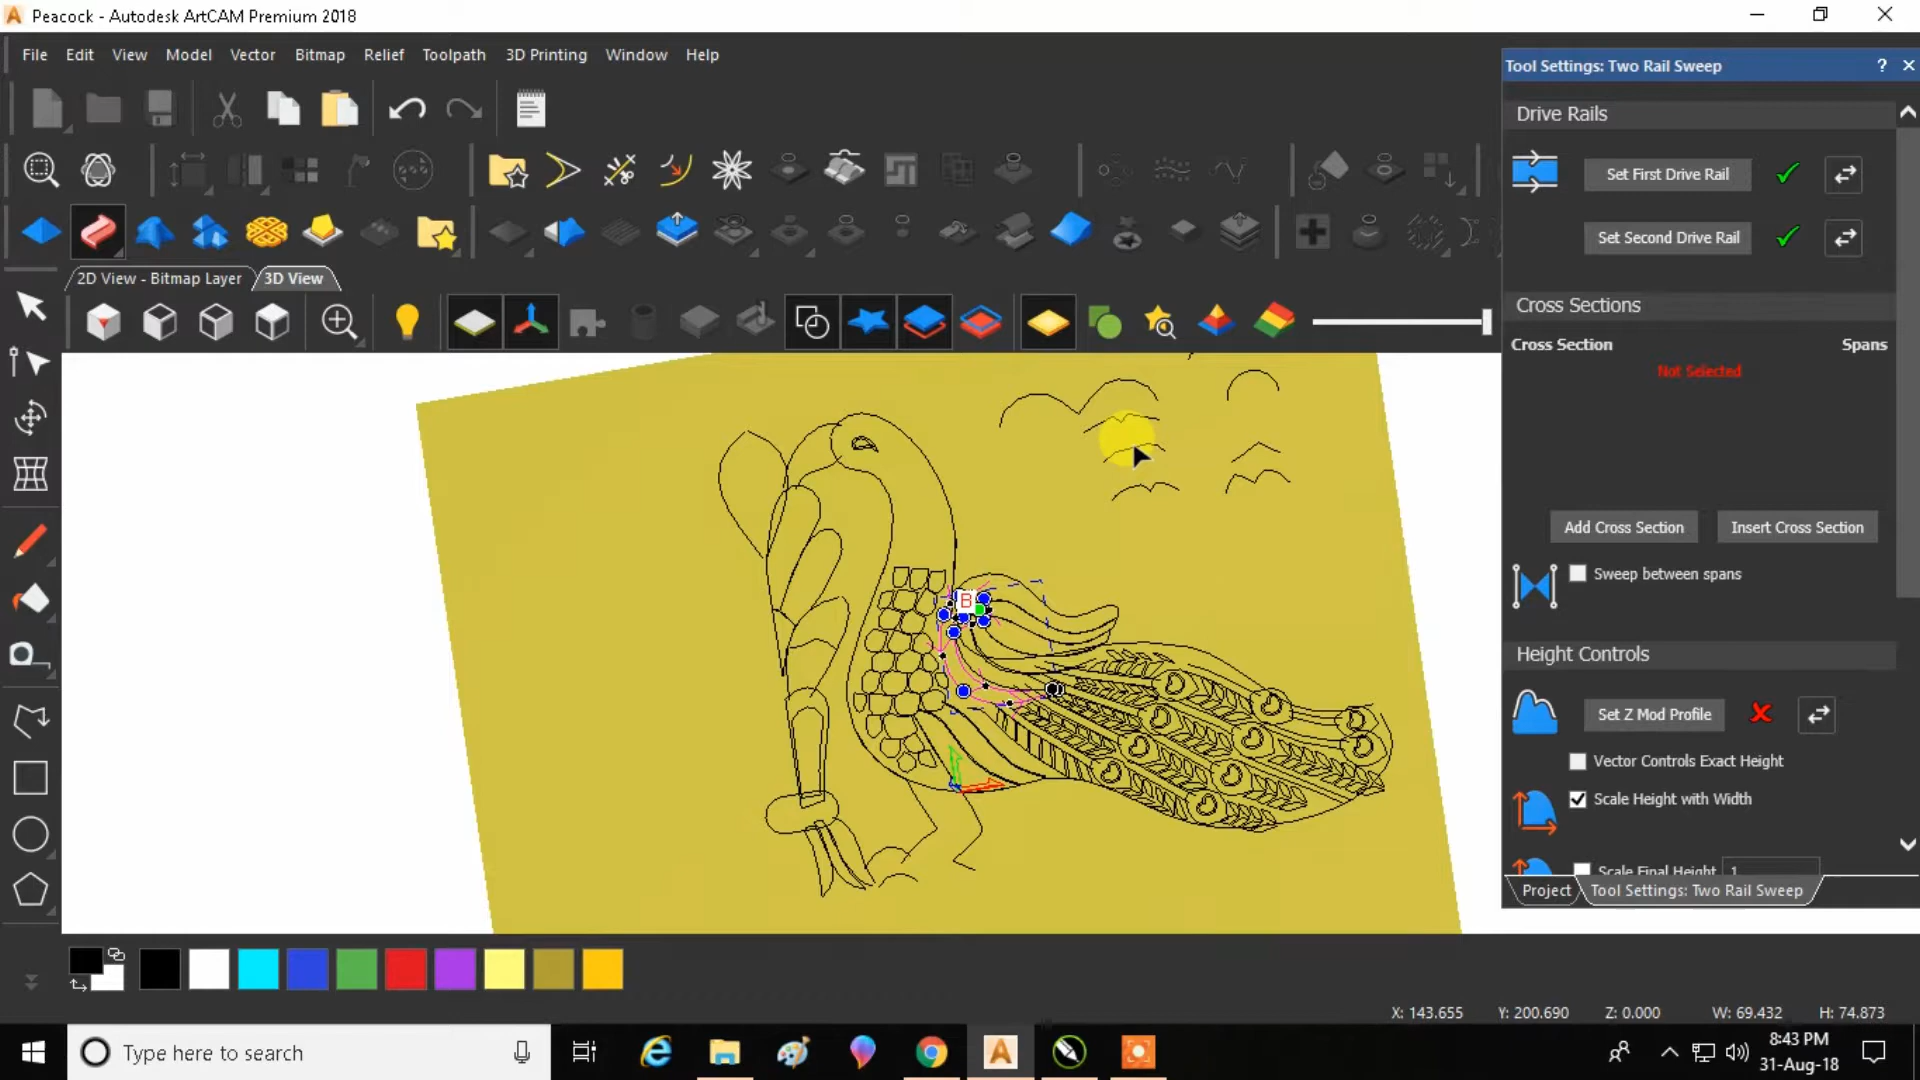 Peacock - Autodesk ArtCAM Premium 2018
File Edit View Model Vector Bitmap Relief Toolpath 3D Printing Window Help
Tool Settings: Two Rail Sweep
Drive Rails
Set First Drive Rail
Set Second Drive Rail
2D View - Bitmap Layer 3D View
Cross Sections
Cross Section Spans
Not Selected
Add Cross Section Insert Cross Section
Sweep between spans
B
Height Controls
Set Z Mod Profile
Vector Controls Exact Height
Scale Height with Width
Scale Final Height 1
Project Tool Settings: Two Rail Sweep
X: 143.655 Y: 200.690 Z: 0.000 W: 69.432 H: 74.873
Type here to search
8:43 PM
31-Aug-18